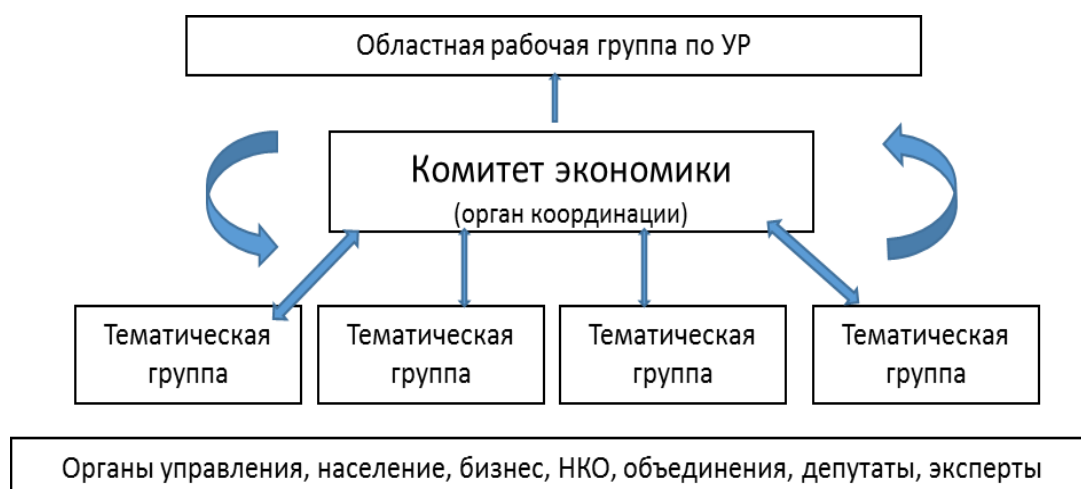 Областная рабочая группа по УР
Комитет экономики
(орган координации)
Тематическая
группа
Тематическая
группа
Тематическая
группа
Тематическая
группа
Органы управления, население, бизнес, НКО, объединения, депутаты, эксперты